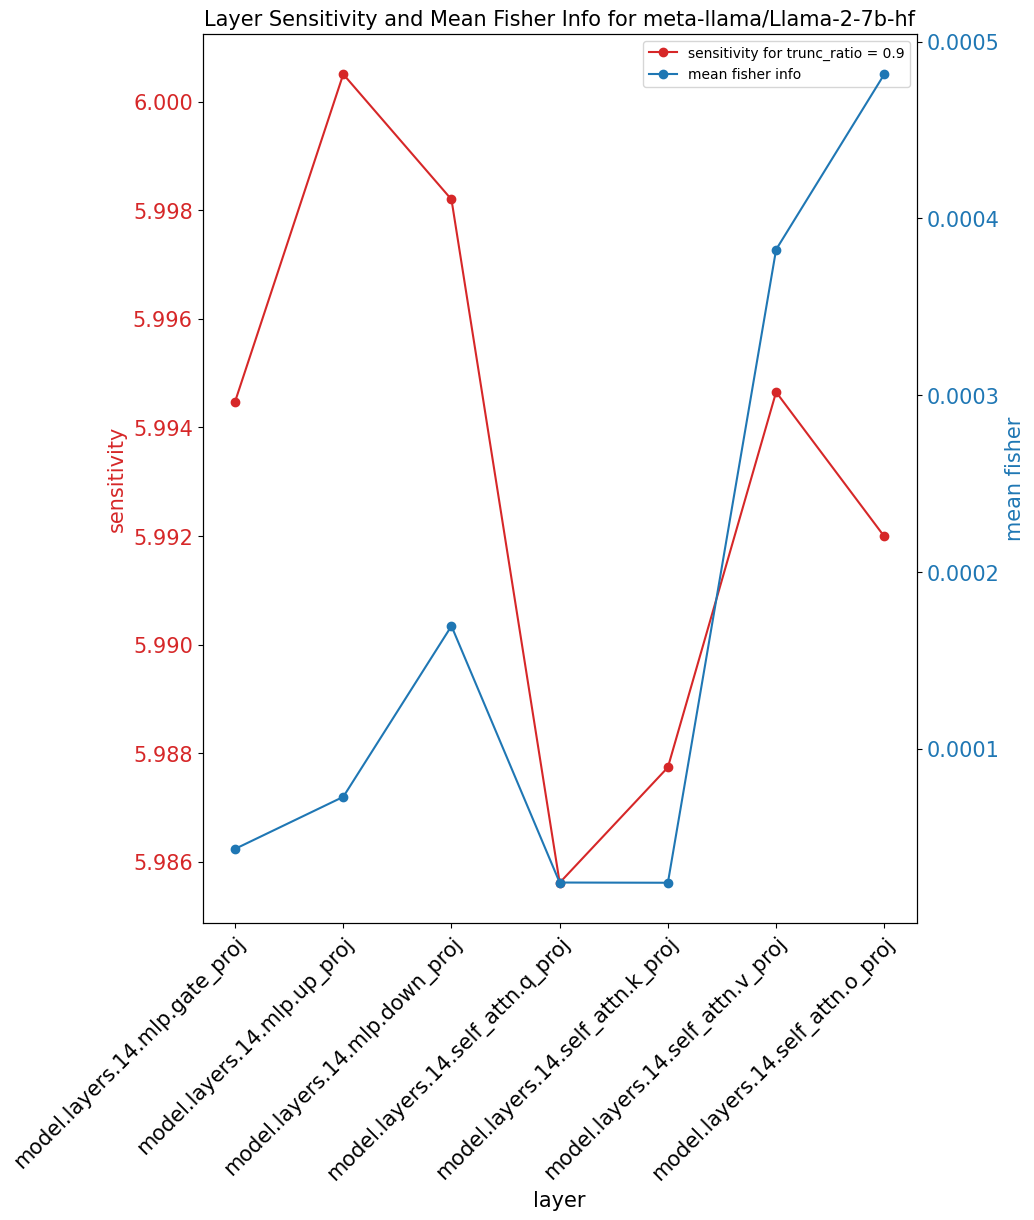 Layer Sensitivity and Mean Fisher Info for meta-llama/Llama-2-7b-hf
sensitivity for trunc_ratio = 0.9
mean fisher info
6.000
5.998
5.996
5.994
5.992
5.990
5.988
5.986
sensitivity
0.0005
0.0004
0.0003
0.0002
0.0001
mean fisher
model.layers.14.mlp.gate_proj
model.layers.14.mlp.up_proj
model.layers.14.mlp.down_proj
model.layers.14.self_attn.q_proj
model.layers.14.self_attn.k_proj
model.layers.14.self_attn.v_proj
model.layers.14.self_attn.o_proj
layer